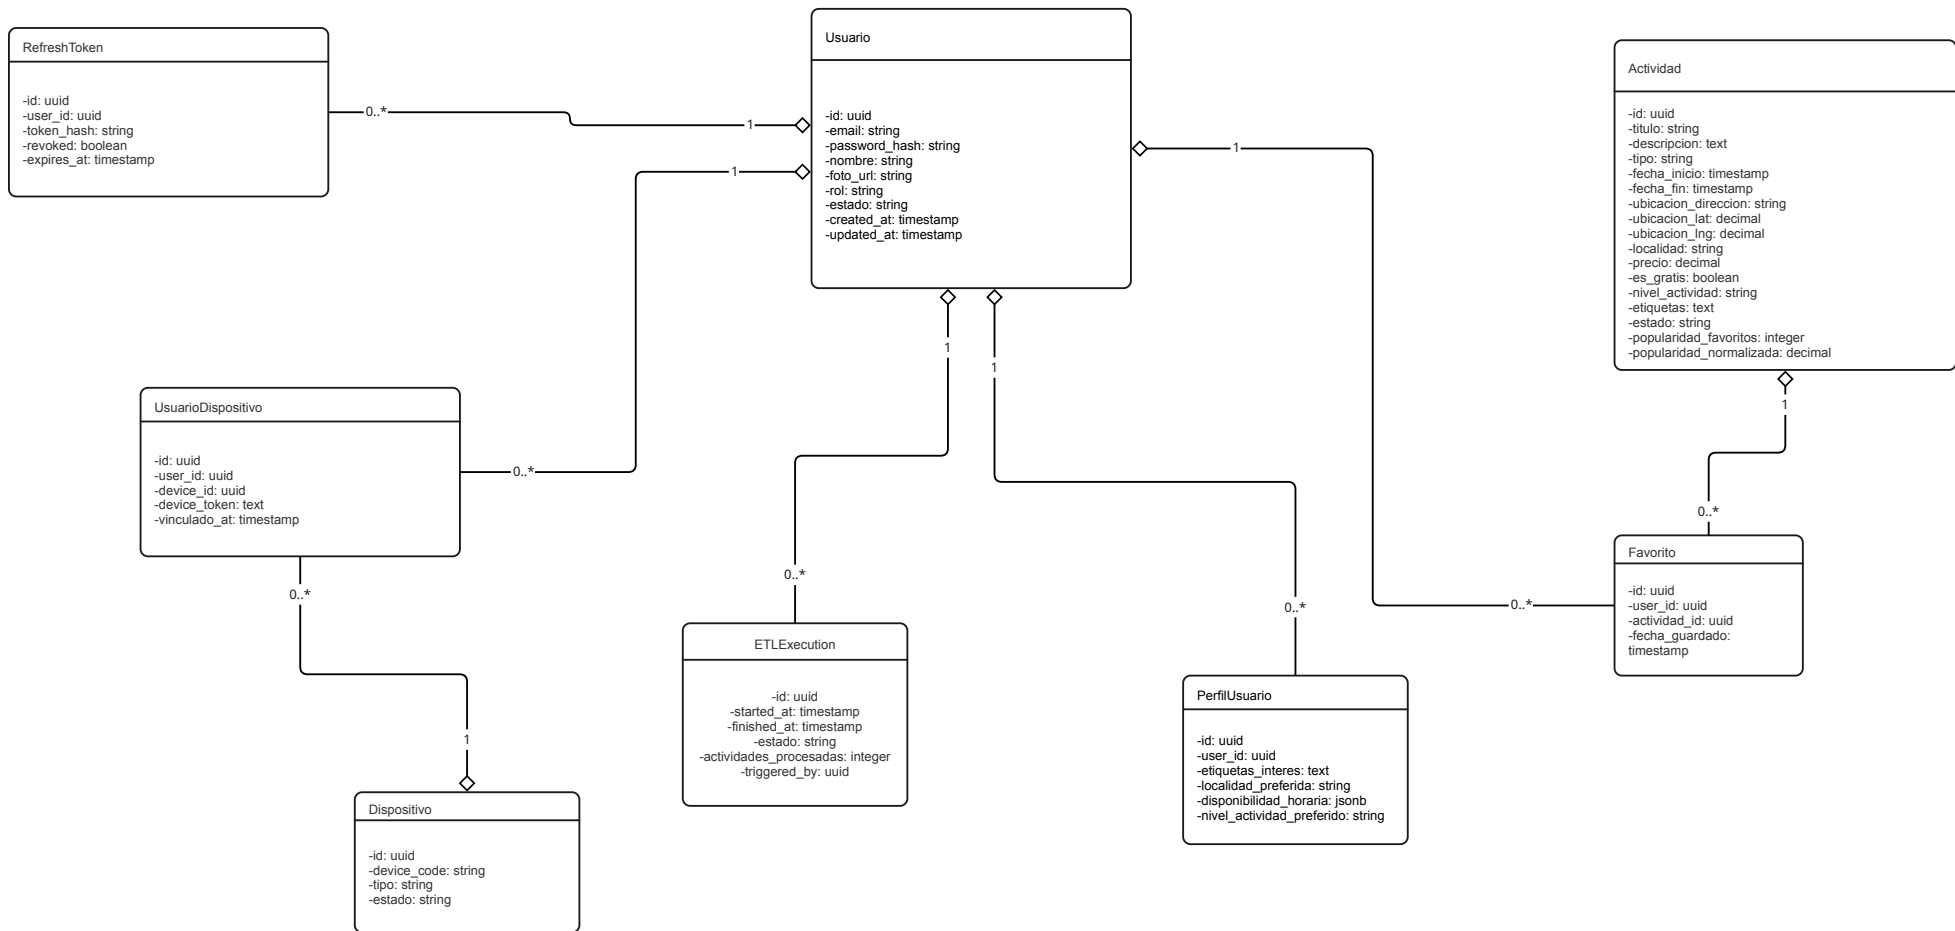 RefreshToken
-id: uuid
-user_id: uuid
-token_hash: string
-revoked: boolean
-expires_at: timestamp
0..*
1
Usuario
-id: uuid
-email: string
-password_hash: string
-nombre: string
-foto_url: string
-rol: string
-estado: string
-created_at: timestamp
-updated_at: timestamp
1
Actividad
-id: uuid
-titulo: string
-descripcion: text
-tipo: string
-fecha_inicio: timestamp
-fecha_fin: timestamp
-ubicacion_direccion: string
-ubicacion_lat: decimal
-ubicacion_lng: decimal
-localidad: string
-precio: decimal
-es_gratis: boolean
-nivel_actividad: string
-etiquetas: text
-estado: string
-popularidad_favoritos: integer
-popularidad_normalizada: decimal
1
1
1
1
UsuarioDispositivo
-id: uuid
-user_id: uuid
-device_id: uuid
-device_token: text
-vinculado_at: timestamp
0..*
0..*
0..*
0..*
0..*
0..*
Favorito
-id: uuid
-user_id: uuid
-actividad_id: uuid
-fecha_guardado:
timestamp
ETLExecution
-id: uuid
-started_at: timestamp
-finished_at: timestamp
-estado: string
-actividades_procesadas: integer
-triggered_by: uuid
PerfilUsuario
-id: uuid
-user_id: uuid
-etiquetas_interes: text
-localidad_preferida: string
-disponibilidad_horaria: jsonb
-nivel_actividad_preferido: string
1
Dispositivo
-id: uuid
-device_code: string
-tipo: string
-estado: string